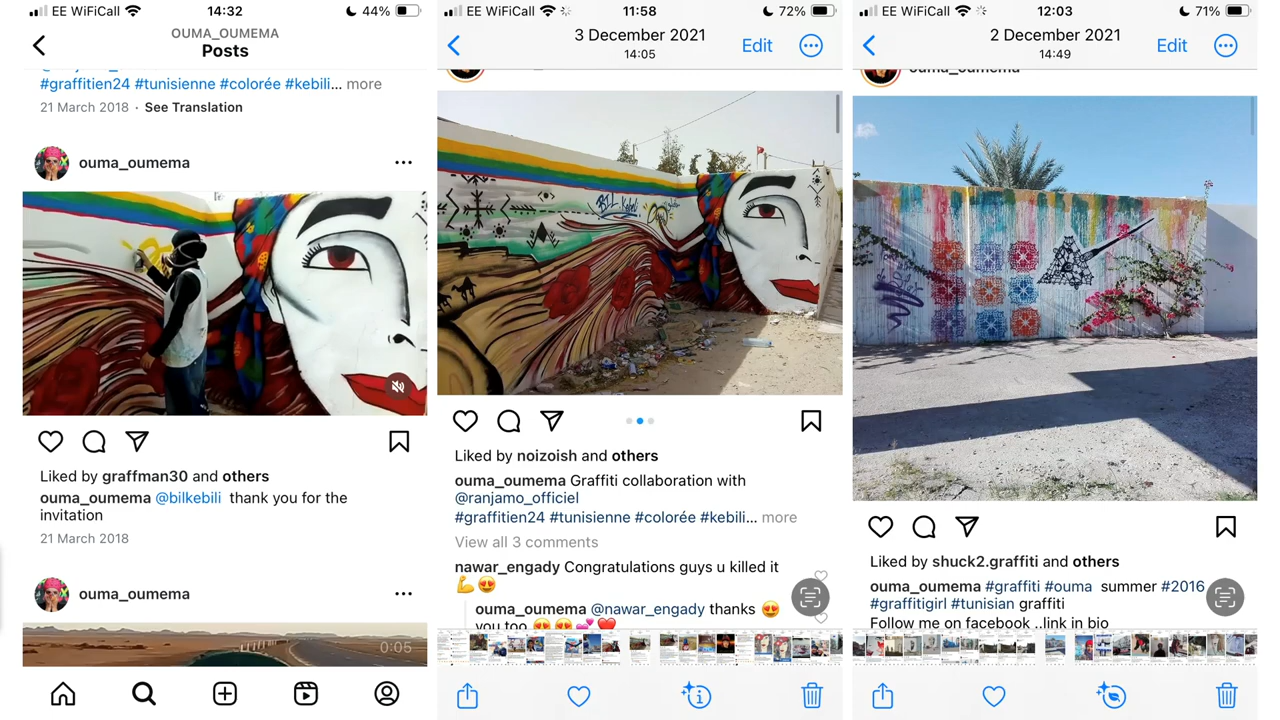 EE WiFiCall
14:32
44%
OUMA_OUMEMA
Posts
#graffitien24 #tunisienne #colorée #kebili... more
21 March 2018 · See Translation
ouma_oumema
Liked by graffman30 and others
ouma_oumema @bilkebili thank you for the
invitation
21 March 2018
ouma_oumema
0:05
EE WiFiCall
11:58
72%
3 December 2021
14:05
Edit
Liked by noizoish and others
ouma_oumema Graffiti collaboration with
@ranjamo_officiel
#graffitien24 #tunisienne #colorée #kebili... more
View all 3 comments
nawar_engady Congratulations guys u killed it
💪😍
ouma_oumema @nawar_engady thanks 😍
you too 😍😍💕❤️
EE WiFiCall
12:03
71%
2 December 2021
14:49
Edit
ouma_oumema
Liked by shuck2.graffiti and others
ouma_oumema #graffiti #ouma summer #2016
#graffitigirl #tunisian graffiti
Follow me on facebook ..link in bio